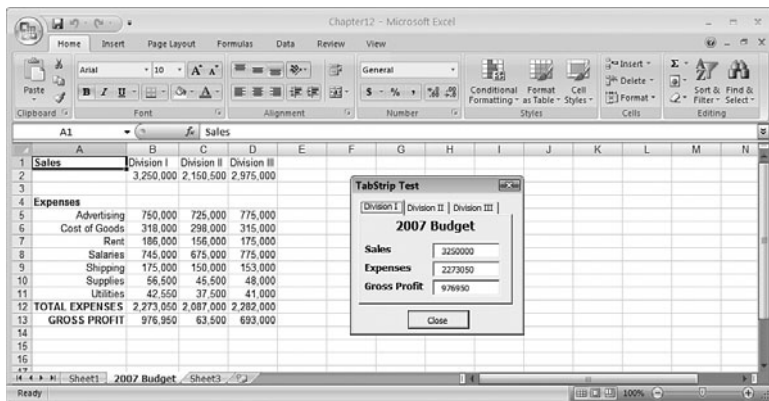 Chapter12 - Microsoft Excel
Home Insert Page Layout Formulas Data Review View
Arial 10 General
Paste
Conditional Formatting Format as Table Cell Styles
Insert
Delete
Format
Sort & Filter Find & Select
Clipboard Font Alignment Number Styles Cells Editing
A1 fx Sales
A B C D E F G H I J K L M N
1 Sales Division I Division II Division III
2 3,250,000 2,150,500 2,975,000
3
4 Expenses
5 Advertising 750,000 725,000 775,000
6 Cost of Goods 318,000 298,000 315,000
7 Rent 186,000 156,000 175,000
8 Salaries 745,000 675,000 775,000
9 Shipping 175,000 150,000 153,000
10 Supplies 56,500 45,500 48,000
11 Utilities 42,550 37,500 41,000
12 TOTAL EXPENSES 2,273,050 2,087,000 2,282,000
13 GROSS PROFIT 976,950 63,500 693,000
14
15
16
17
TabStrip Test
Division I Division II Division III
2007 Budget
Sales 3250000
Expenses 2273050
Gross Profit 976950
Close
Sheet1 2007 Budget Sheet3
Ready 100%